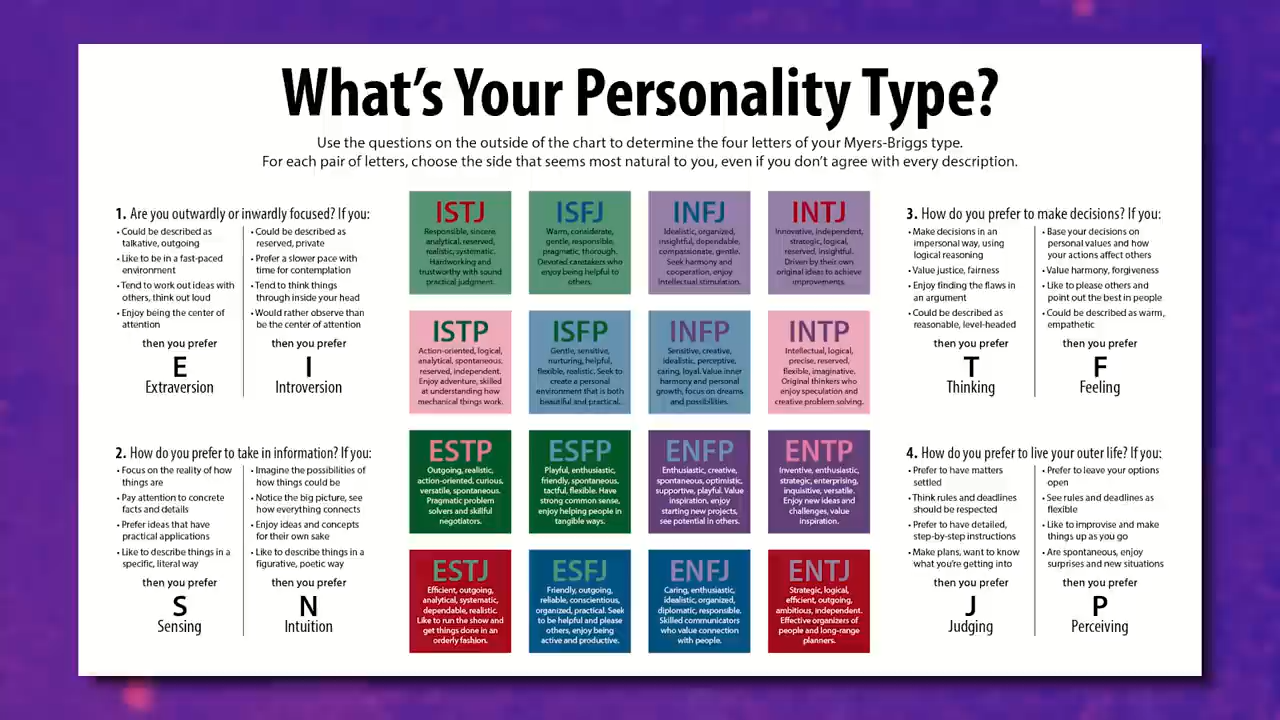 What's Your Personality Type?
Use the questions on the outside of the chart to determine the four letters of your Myers-Briggs type.
For each pair of letters, choose the side that seems most natural to you, even if you don't agree with every description.
1. Are you outwardly or inwardly focused? If you:
• Could be described as
talkative, outgoing
• Like to be in a fast-paced
environment
• Tend to work out ideas with
others, think out loud
• Enjoy being the center of
attention
then you prefer
E
Extraversion
• Could be described as
reserved, private
• Prefer a slower pace with
time for contemplation
• Tend to think things
through inside your head
• Would rather observe than
be the center of attention
then you prefer
I
Introversion
2. How do you prefer to take in information? If you:
• Focus on the reality of how
things are
• Pay attention to concrete
facts and details
• Prefer ideas that have
practical applications
• Like to describe things in a
specific, literal way
then you prefer
S
Sensing
• Imagine the possibilities of
how things could be
• Notice the big picture, see
how everything connects
• Enjoy ideas and concepts
for their own sake
• Like to describe things in a
figurative, poetic way
then you prefer
N
Intuition
ISTJ
Responsible, sincere,
analytical, reserved,
realistic, systematic.
Hardworking and
trustworthy with sound
practical judgment.
ISFJ
Warm, considerate,
gentle, responsible,
pragmatic, thorough.
Devoted caretakers who
enjoy being helpful to
others.
INFJ
Idealistic, organized,
insightful, dependable,
compassionate, gentle.
Seek harmony and
cooperation, enjoy
intellectual stimulation.
INTJ
Innovative, independent,
strategic, logical,
reserved, insightful.
Driven by their own
original ideas to achieve
improvements.
ISTP
Action-oriented, logical,
analytical, spontaneous,
reserved, independent.
Enjoy adventure, skilled
at understanding how
mechanical things work.
ISFP
Gentle, sensitive,
nurturing, helpful,
flexible, realistic. Seek to
create a personal
environment that is both
beautiful and practical.
INFP
Sensitive, creative,
idealistic, perceptive,
caring, loyal. Value inner
harmony and personal
growth, focus on dreams
and possibilities.
INTP
Intellectual, logical,
precise, reserved,
flexible, imaginative.
Original thinkers who
enjoy speculation and
creative problem solving.
ESTP
Outgoing, realistic,
action-oriented, curious,
versatile, spontaneous.
Pragmatic problem
solvers and skillful
negotiators.
ESFP
Playful, enthusiastic,
friendly, spontaneous,
tactful, flexible. Have
strong common sense,
enjoy helping people in
tangible ways.
ENFP
Enthusiastic, creative,
spontaneous, optimistic,
supportive, playful. Value
inspiration, enjoy
starting new projects,
see potential in others.
ENTP
Inventive, enthusiastic,
strategic, enterprising,
inquisitive, versatile.
Enjoy new ideas and
challenges, value
inspiration.
ESTJ
Efficient, outgoing,
analytical, systematic,
dependable, realistic.
Like to run the show and
get things done in an
orderly fashion.
ESFJ
Friendly, outgoing,
reliable, conscientious,
organized, practical. Seek
to be helpful and please
others, enjoy being
active and productive.
ENFJ
Caring, enthusiastic,
idealistic, organized,
diplomatic, responsible.
Skilled communicators
who value connection
with people.
ENTJ
Strategic, logical,
efficient, outgoing,
ambitious, independent.
Effective organizers of
people and long-range
planners.
3. How do you prefer to make decisions? If you:
• Make decisions in an
impersonal way, using
logical reasoning
• Value justice, fairness
• Enjoy finding the flaws in
an argument
• Could be described as
reasonable, level-headed
then you prefer
T
Thinking
• Base your decisions on
personal values and how
your actions affect others
• Value harmony, forgiveness
• Like to please others and
point out the best in people
• Could be described as warm,
empathetic
then you prefer
F
Feeling
4. How do you prefer to live your outer life? If you:
• Prefer to have matters
settled
• Think rules and deadlines
should be respected
• Prefer to have detailed,
step-by-step instructions
• Make plans, want to know
what you're getting into
then you prefer
J
Judging
• Prefer to leave your options
open
• See rules and deadlines as
flexible
• Like to improvise and make
things up as you go
• Are spontaneous, enjoy
surprises and new situations
then you prefer
P
Perceiving